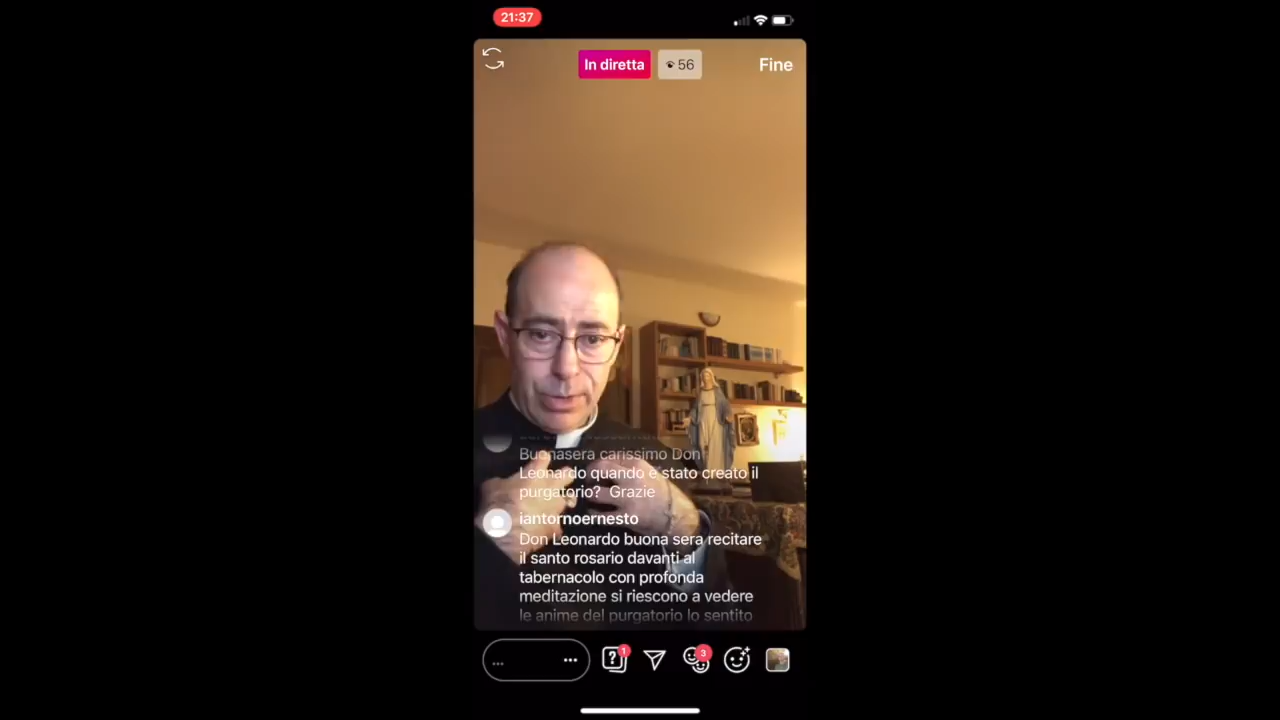 21:37
In diretta
56
Fine
Buonasera carissimo Don
Leonardo quando è stato creato il
purgatorio? Grazie
iantornoernesto
Don Leonardo buona sera recitare
il santo rosario davanti al
tabernacolo con profonda
meditazione si riescono a vedere
le anime del purgatorio lo sentito
...
1
3